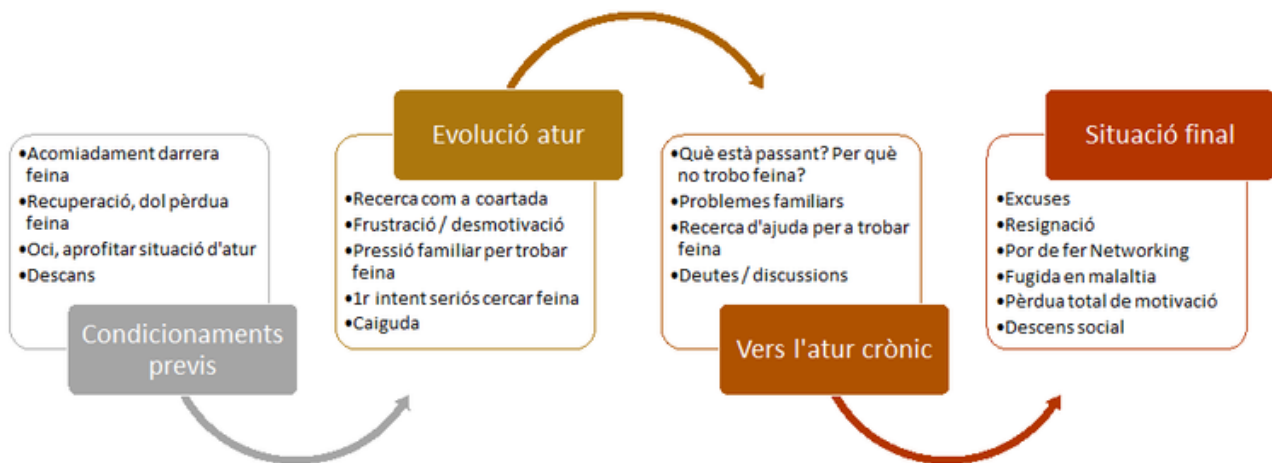 •Acomiadament darrera
feina
•Recuperació, dol pèrdua
feina
•Oci, aprofitar situació d'atur
•Descans
Condicionaments
previs
Evolució atur
•Recerca com a coartada
•Frustració / desmotivació
•Pressió familiar per trobar
feina
•1r intent seriós cercar feina
•Caiguda
•Què està passant? Per què
no trobo feina?
•Problemes familiars
•Recerca d'ajuda per a trobar
feina
•Deutes / discussions
Vers l'atur crònic
Situació final
•Excuses
•Resignació
•Por de fer Networking
•Fugida en malaltia
•Pèrdua total de motivació
•Descens social